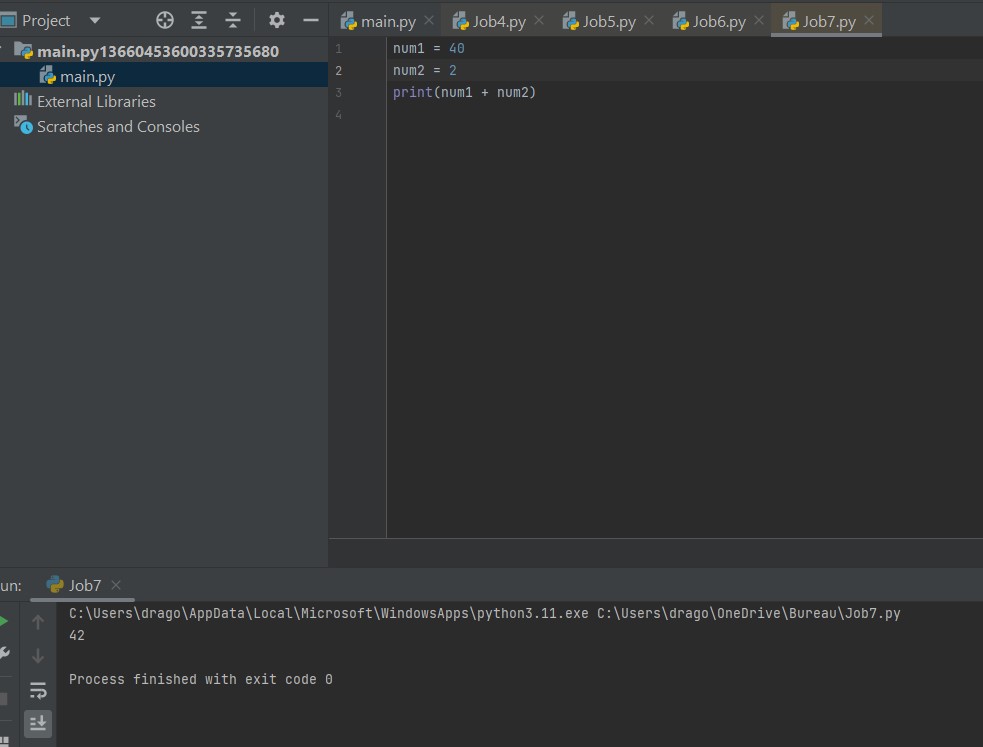 Project
main.py Job4.py Job5.py Job6.py Job7.py
main.py13660453600335735680
main.py
External Libraries
Scratches and Consoles
1 num1 = 40
2 num2 = 2
3 print(num1 + num2)
4
un: Job7
C:\Users\drago\AppData\Local\Microsoft\WindowsApps\python3.11.exe C:\Users\drago\OneDrive\Bureau\Job7.py
42
Process finished with exit code 0